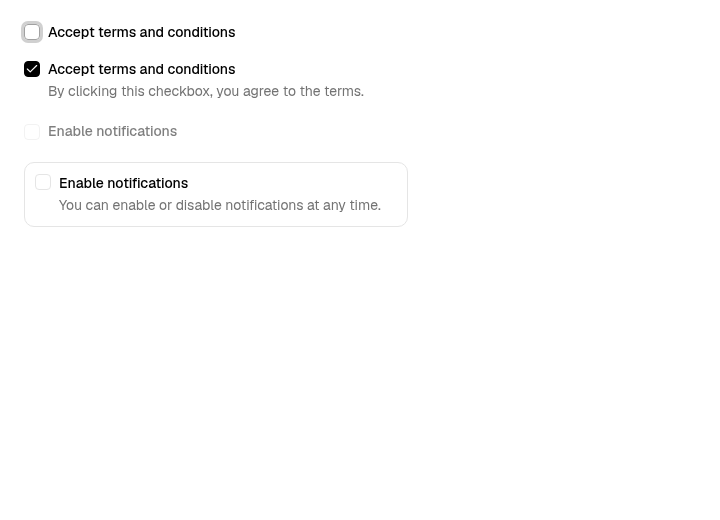 Accept terms and conditions
Accept terms and conditions
By clicking this checkbox, you agree to the terms.
Enable notifications
Enable notifications
You can enable or disable notifications at any time.